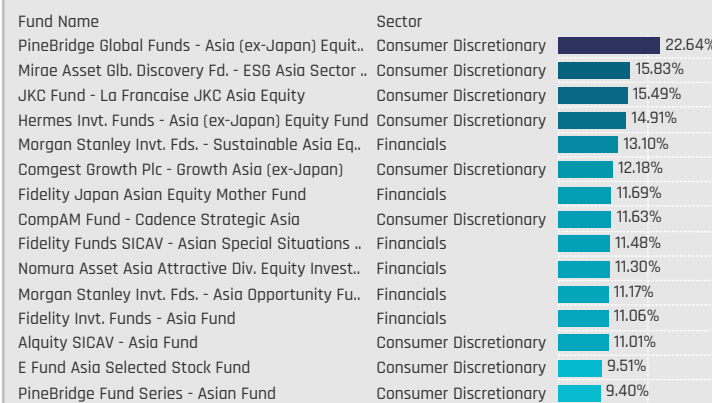 Fund Name Sector
PineBridge Global Funds - Asia (ex-Japan) Equit.. Consumer Discretionary 22.64%
Mirae Asset Glb. Discovery Fd. - ESG Asia Sector .. Consumer Discretionary 15.83%
JKC Fund - La Francaise JKC Asia Equity Consumer Discretionary 15.49%
Hermes Invt. Funds - Asia (ex-Japan) Equity Fund Consumer Discretionary 14.91%
Morgan Stanley Invt. Fds. - Sustainable Asia Eq.. Financials 13.10%
Comgest Growth Plc - Growth Asia (ex-Japan) Consumer Discretionary 12.18%
Fidelity Japan Asian Equity Mother Fund Financials 11.69%
CompAM Fund - Cadence Strategic Asia Consumer Discretionary 11.63%
Fidelity Funds SICAV - Asian Special Situations .. Financials 11.48%
Nomura Asset Asia Attractive Div. Equity Invest.. Financials 11.30%
Morgan Stanley Invt. Fds. - Asia Opportunity Fu.. Financials 11.17%
Fidelity Invt. Funds - Asia Fund Financials 11.06%
Alquity SICAV - Asia Fund Consumer Discretionary 11.01%
E Fund Asia Selected Stock Fund Consumer Discretionary 9.51%
PineBridge Fund Series - Asian Fund Consumer Discretionary 9.40%